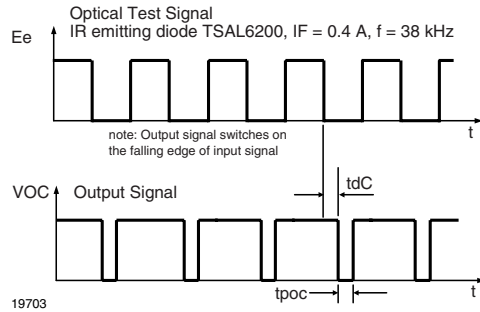 Optical Test Signal
IR emitting diode TSAL6200, IF = 0.4 A, f = 38 kHz
Ee
t
note: Output signal switches on
the falling edge of input signal
tdC
VOC
Output Signal
tpoc
t
19703